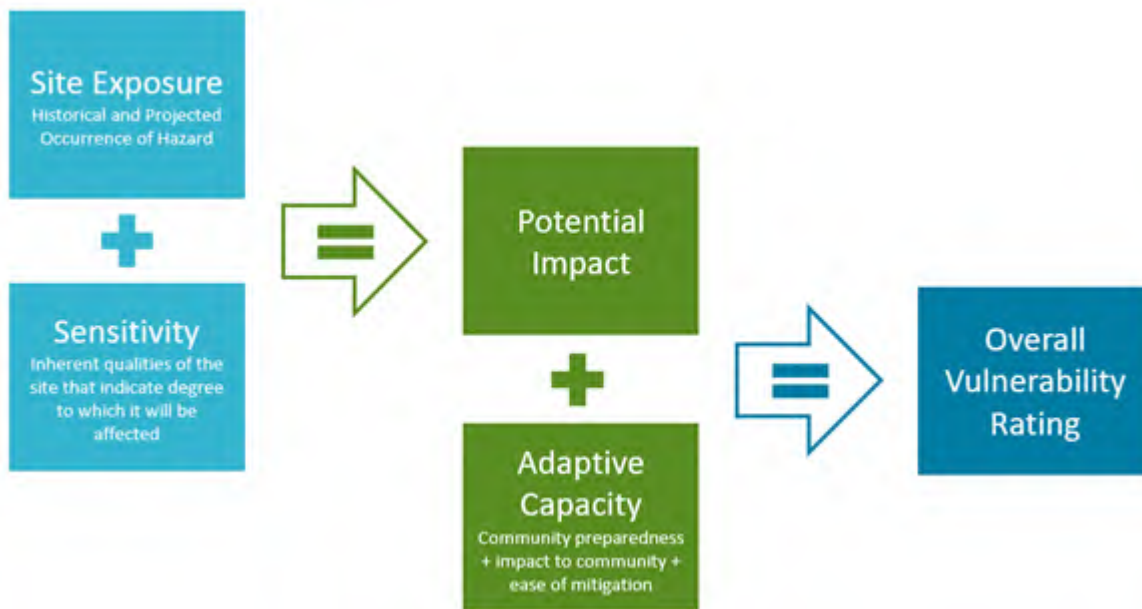 Site Exposure
Historical and Projected
Occurrence of Hazard
+
Sensitivity
Inherent qualities of the
site that indicate degree
to which it will be
affected
=
Potential
Impact
+
Adaptive
Capacity
Community preparedness
+ impact to community +
ease of mitigation
=
Overall
Vulnerability
Rating